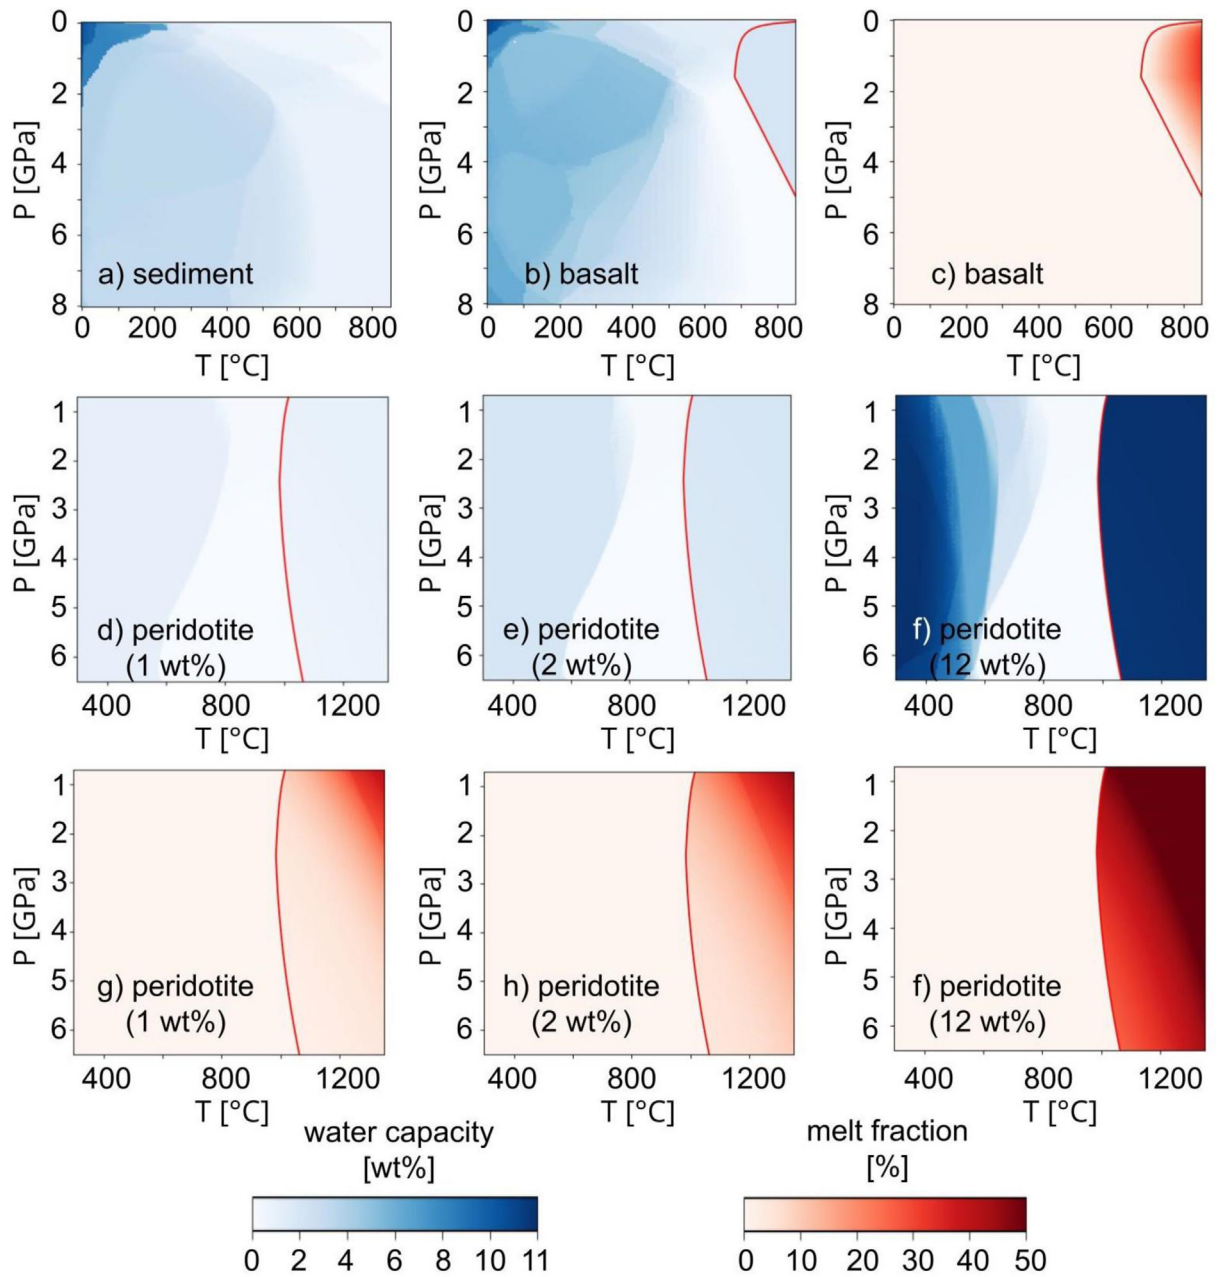 0
2
4
6
8
P [GPa]
a) sediment
0 200 400 600 800
T [°C]
0
2
4
6
8
P [GPa]
b) basalt
0 200 400 600 800
T [°C]
0
2
4
6
8
P [GPa]
c) basalt
0 200 400 600 800
T [°C]
1
2
3
4
5
6
P [GPa]
d) peridotite
(1 wt%)
400 800 1200
T [°C]
1
2
3
4
5
6
P [GPa]
e) peridotite
(2 wt%)
400 800 1200
T [°C]
1
2
3
4
5
6
P [GPa]
f) peridotite
(12 wt%)
400 800 1200
T [°C]
1
2
3
4
5
6
P [GPa]
g) peridotite
(1 wt%)
400 800 1200
T [°C]
1
2
3
4
5
6
P [GPa]
h) peridotite
(2 wt%)
400 800 1200
T [°C]
1
2
3
4
5
6
P [GPa]
f) peridotite
(12 wt%)
400 800 1200
T [°C]
water capacity
[wt%]
0 2 4 6 8 10 11
melt fraction
[%]
0 10 20 30 40 50